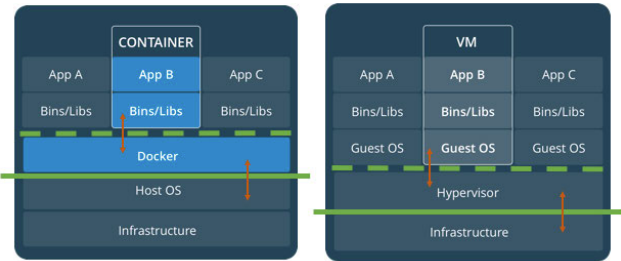 CONTAINER
App A App B App C
Bins/Libs Bins/Libs Bins/Libs
Docker
Host OS
Infrastructure
VM
App A App B App C
Bins/Libs Bins/Libs Bins/Libs
Guest OS Guest OS Guest OS
Hypervisor
Infrastructure